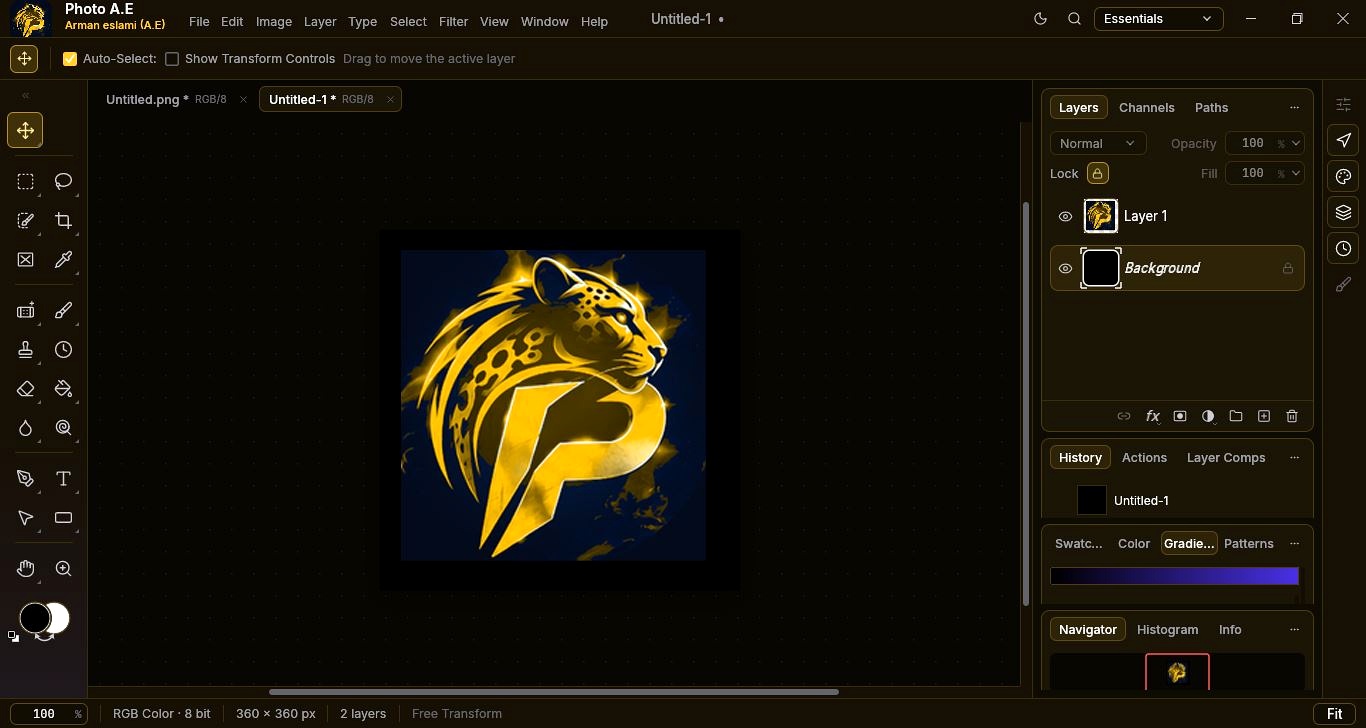 Photo A.E
Arman eslami (A.E)
File Edit Image Layer Type Select Filter View Window Help
Untitled-1 •
Essentials
Auto-Select: Show Transform Controls Drag to move the active layer
Untitled.png * RGB/8 ×
Untitled-1 * RGB/8 ×
Layers Channels Paths ...
Normal Opacity 100 %
Lock Fill 100 %
Layer 1
Background
fx
History Actions Layer Comps ...
Untitled-1
Swatc... Color Gradie... Patterns ...
Navigator Histogram Info ...
100 % RGB Color · 8 bit 360 × 360 px 2 layers Free Transform Fit